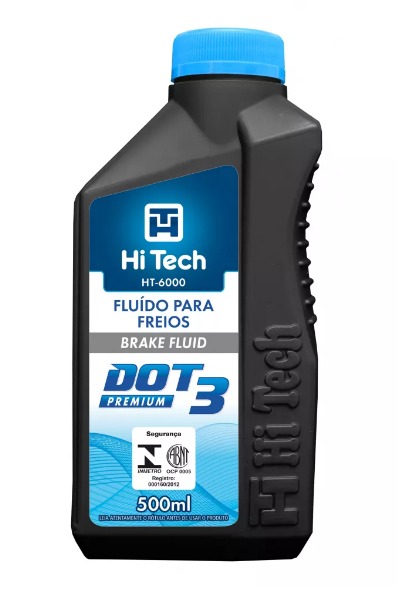 Hi Tech
HT-6000
FLUÍDO PARA
FREIOS
BRAKE FLUID
DOT 3
PREMIUM
Segurança
INMETRO
ABNT
OCP 0005
Registro:
000160/2012
500ml
LEIA ATENTAMENTE O RÓTULO ANTES DE USAR O PRODUTO
Hi Tech